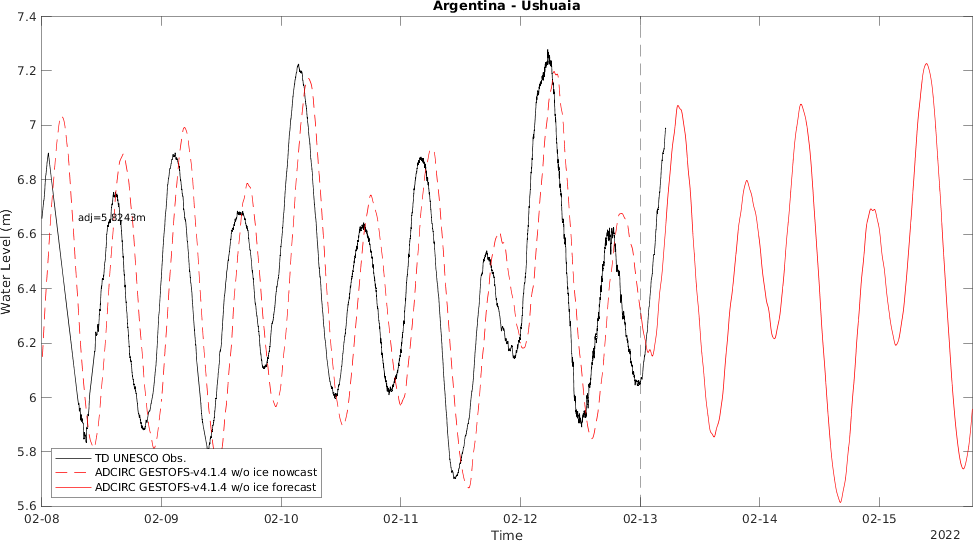 Argentina - Ushuaia
7.4
7.2
7
6.8
6.6
6.4
6.2
6
5.8
5.6
Water Level (m)
adj=5.8243m
TD UNESCO Obs.
ADCIRC GESTOFS-v4.1.4 w/o ice nowcast
ADCIRC GESTOFS-v4.1.4 w/o ice forecast
02-08
02-09
02-10
02-11
02-12
02-13
02-14
02-15
Time
2022